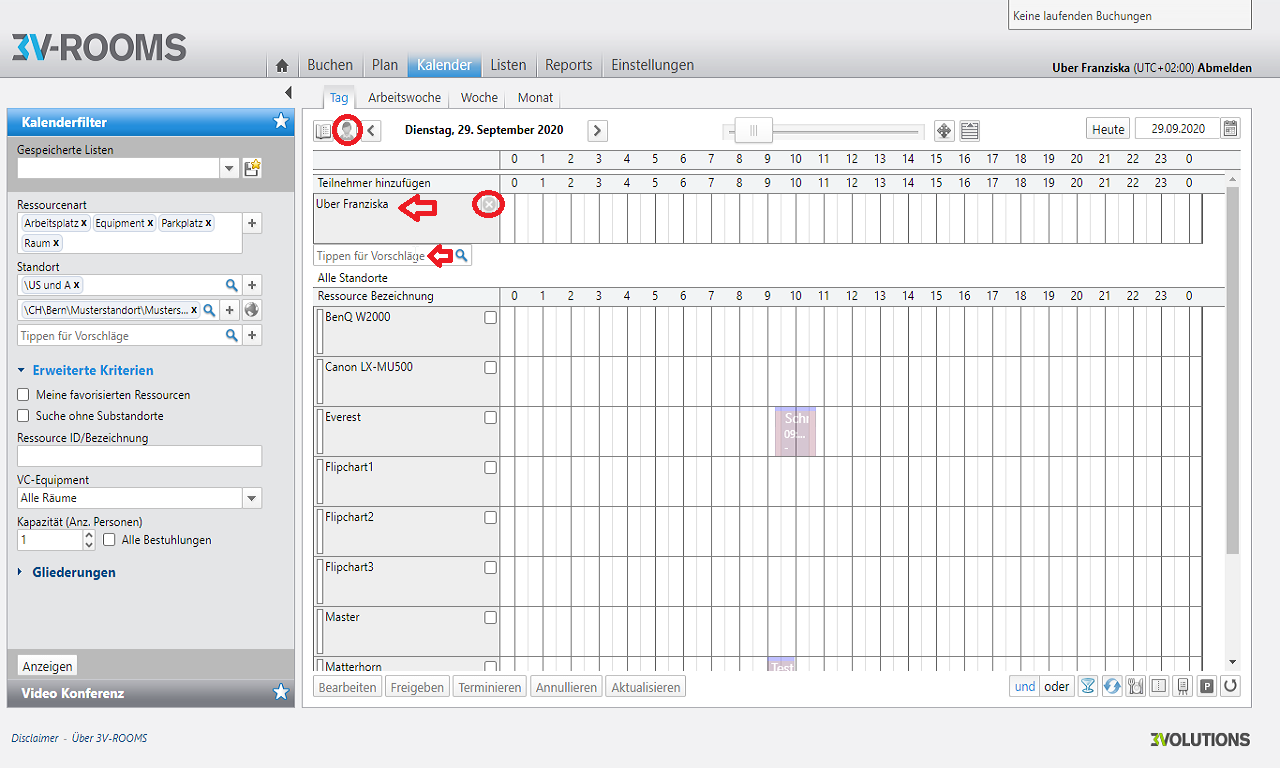 Keine laufenden Buchungen
3V-ROOMS
Buchen Plan Kalender Listen Reports Einstellungen
Uber Franziska (UTC+02:00) Abmelden
Tag Arbeitswoche Woche Monat
Kalenderfilter
Gespeicherte Listen
Ressourcenart
Arbeitsplatz x Equipment x Parkplatz x
Raum x
Standort
\US und A x
\CH\Bern\Musterstandort\Musters... x
Tippen für Vorschläge
Erweiterte Kriterien
Meine favorisierten Ressourcen
Suche ohne Substandorte
Ressource ID/Bezeichnung
VC-Equipment
Alle Räume
Kapazität (Anz. Personen)
1 Alle Bestuhlungen
Gliederungen
Anzeigen
Video Konferenz
Dienstag, 29. September 2020
Heute 29.09.2020
0 1 2 3 4 5 6 7 8 9 10 11 12 13 14 15 16 17 18 19 20 21 22 23 0
Teilnehmer hinzufügen 0 1 2 3 4 5 6 7 8 9 10 11 12 13 14 15 16 17 18 19 20 21 22 23 0
Uber Franziska
Tippen für Vorschläge
Alle Standorte
Ressource Bezeichnung 0 1 2 3 4 5 6 7 8 9 10 11 12 13 14 15 16 17 18 19 20 21 22 23 0
BenQ W2000
Canon LX-MU500
Everest
Schr
09:...
-
Flipchart1
Flipchart2
Flipchart3
Master
Matterhorn
Test
Bearbeiten Freigeben Terminieren Annullieren Aktualisieren
und oder P
Disclaimer - Über 3V-ROOMS
3VOLUTIONS